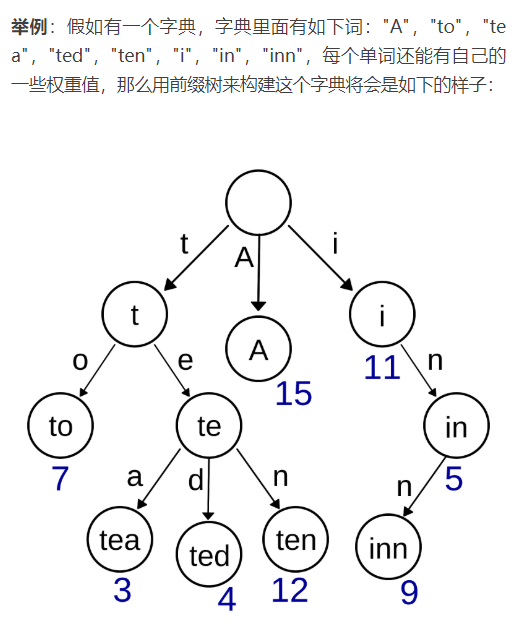 举例：假如有一个字典，字典里面有如下词："A"，"to"，"te
a"，"ted"，"ten"，"i"，"in"，"inn"，每个单词还能有自己的
一些权重值，那么用前缀树来构建这个字典将会是如下的样子：
t
A
i
t
A
i
15
11
o
e
n
to
te
in
7
5
a
d
n
n
tea
ted
ten
inn
3
4
12
9